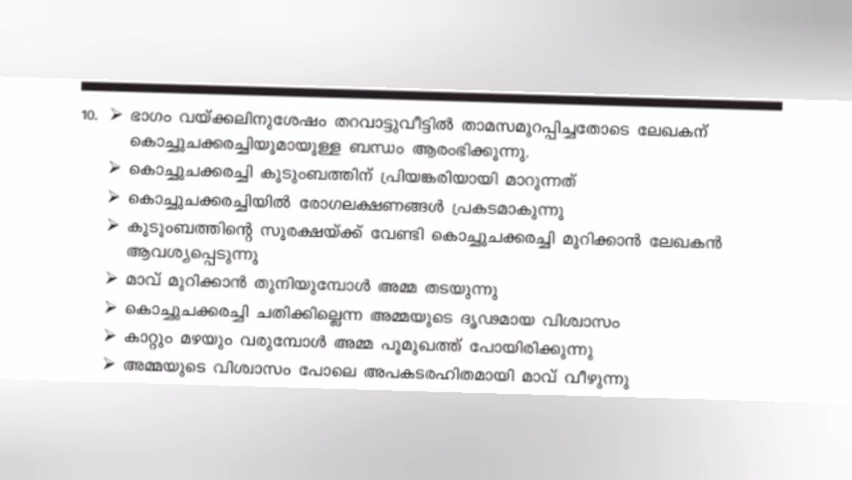 10. ➤ ഭാഗം വയ്ക്കലിനുശേഷം തറവാട്ടുവീട്ടിൽ താമസമുറപ്പിച്ചതോടെ ലേഖകന്
കൊച്ചുചക്കരച്ചിയുമായുള്ള ബന്ധം ആരംഭിക്കുന്നു.
➤ കൊച്ചുചക്കരച്ചി കുടുംബത്തിന് പ്രിയങ്കരിയായി മാറുന്നത്
➤ കൊച്ചുചക്കരച്ചിയിൽ രോഗലക്ഷണങ്ങൾ പ്രകടമാകുന്നു
➤ കുടുംബത്തിന്റെ സുരക്ഷയ്ക്ക് വേണ്ടി കൊച്ചുചക്കരച്ചി മുറിക്കാൻ ലേഖകൻ
ആവശ്യപ്പെടുന്നു
➤ മാവ് മുറിക്കാൻ തുനിയുമ്പോൾ അമ്മ തടയുന്നു
➤ കൊച്ചുചക്കരച്ചി ചതിക്കില്ലെന്ന അമ്മയുടെ ദൃഢമായ വിശ്വാസം
➤ കാറ്റും മഴയും വരുമ്പോൾ അമ്മ പൂമുഖത്ത് പോയിരിക്കുന്നു
➤ അമ്മയുടെ വിശ്വാസം പോലെ അപകടരഹിതമായി മാവ് വീഴുന്നു